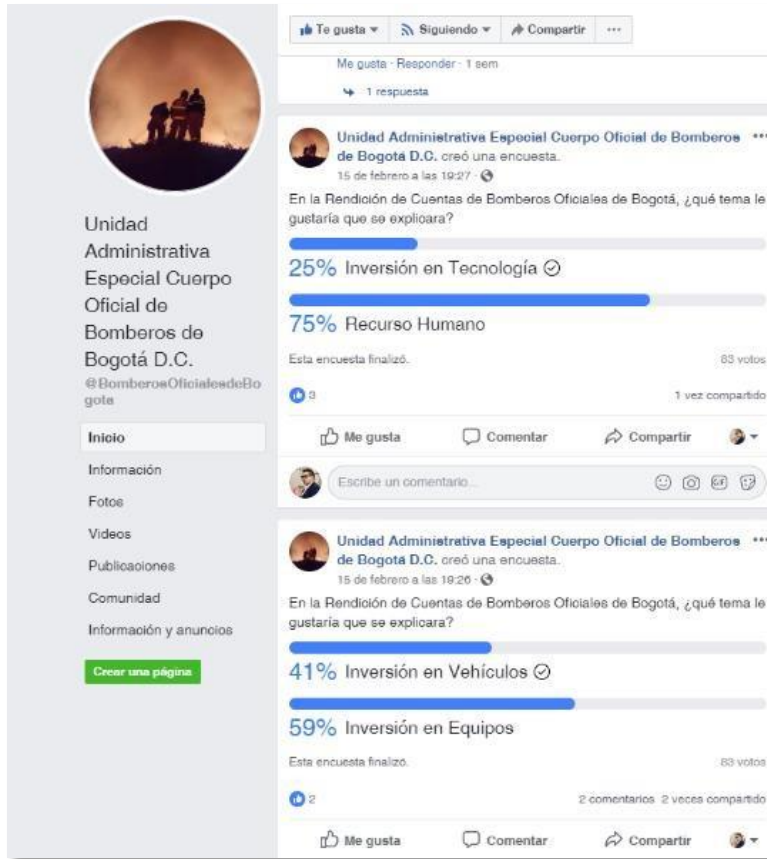 Te gusta Siguiendo Compartir ...
Me gusta · Responder · 1 sem
1 respuesta
Unidad
Administrativa
Especial Cuerpo
Oficial de
Bomberos de
Bogotá D.C.
@BomberosOficialesdeBo
gota
Inicio
Información
Fotos
Videos
Publicaciones
Comunidad
Información y anuncios
Crear una página
Unidad Administrativa Especial Cuerpo Oficial de Bomberos ...
de Bogotá D.C. creó una encuesta.
15 de febrero a las 19:27 ·
En la Rendición de Cuentas de Bomberos Oficiales de Bogotá, ¿qué tema le
gustaría que se explicara?
25% Inversión en Tecnología
75% Recurso Humano
Esta encuesta finalizó. 83 votos
3 1 vez compartido
Me gusta Comentar Compartir
Escribe un comentario... GIF
Unidad Administrativa Especial Cuerpo Oficial de Bomberos ...
de Bogotá D.C. creó una encuesta.
15 de febrero a las 19:26 ·
En la Rendición de Cuentas de Bomberos Oficiales de Bogotá, ¿qué tema le
gustaría que se explicara?
41% Inversión en Vehículos
59% Inversión en Equipos
Esta encuesta finalizó. 83 votos
2 2 comentarios 2 veces compartido
Me gusta Comentar Compartir